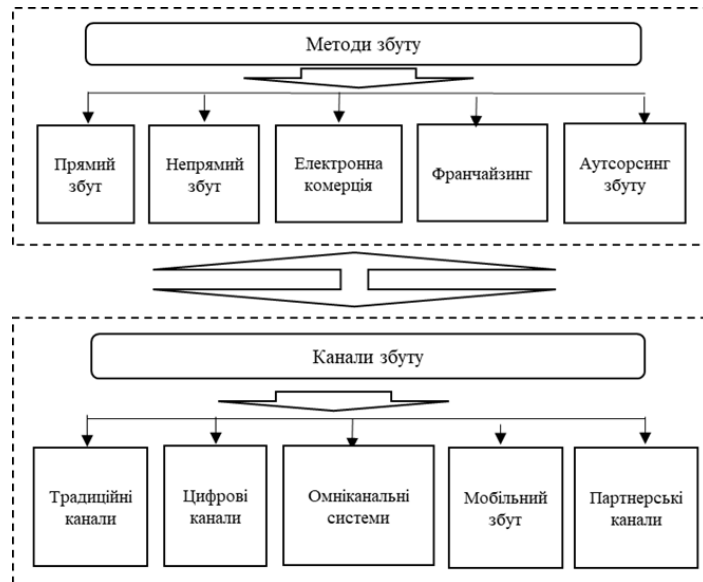 Методи збуту
Прямий
збут
Непрямий
збут
Електронна
комерція
Франчайзинг
Аутсорсинг
збуту
Канали збуту
Традиційні
канали
Цифрові
канали
Омніканальні
системи
Мобільний
збут
Партнерські
канали